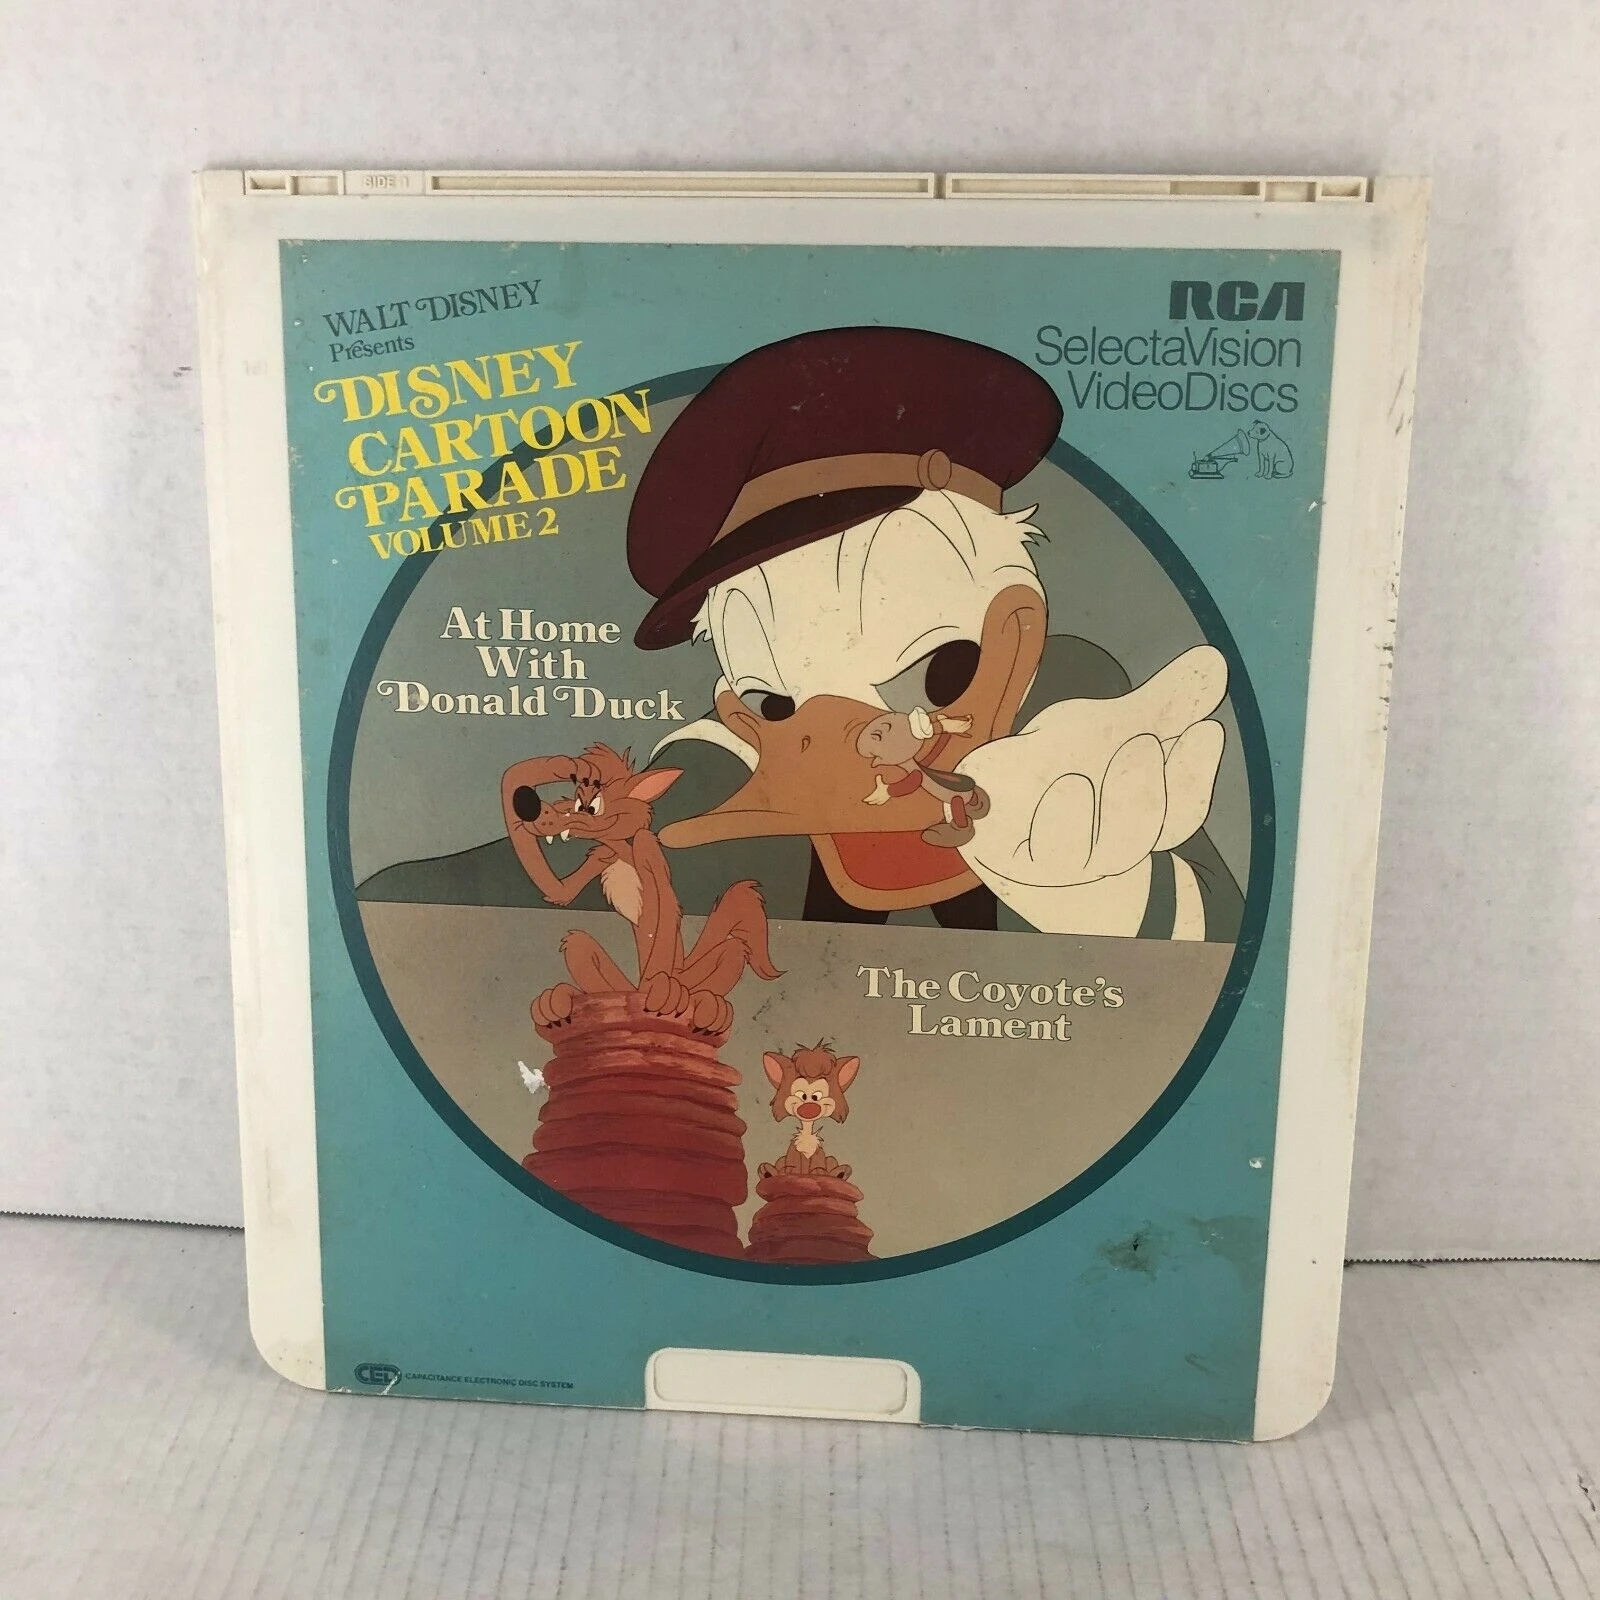 SIDE 1
WALT DISNEY
Presents
DISNEY
CARTOON
PARADE
VOLUME 2
RCA
SelectaVision
VideoDiscs
At Home
With
Donald Duck
The Coyote's
Lament
CED CAPACITANCE ELECTRONIC DISC SYSTEM